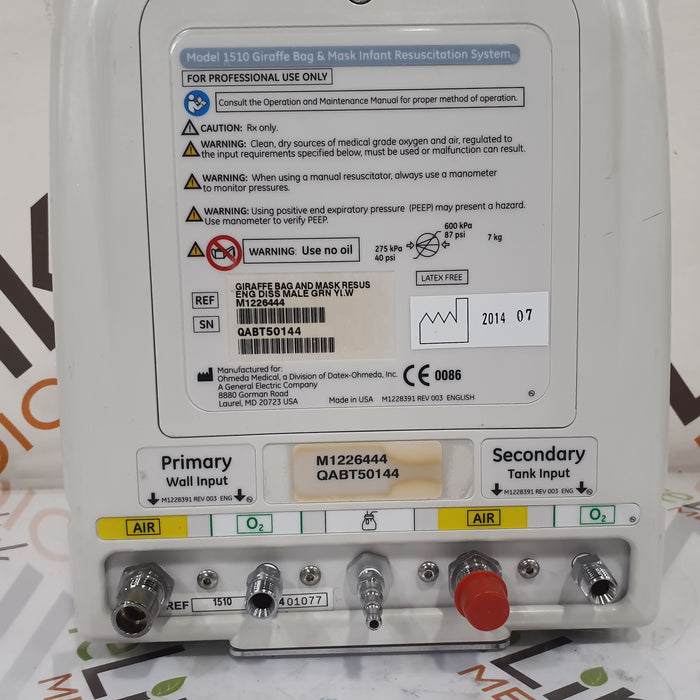 Model 1510 Giraffe Bag & Mask Infant Resuscitation System
FOR PROFESSIONAL USE ONLY
Consult the Operation and Maintenance Manual for proper method of operation.
CAUTION: Rx only.
WARNING: Clean, dry sources of medical grade oxygen and air, regulated to
the input requirements specified below, must be used or malfunction can result.
WARNING: When using a manual resuscitator, always use a manometer
to monitor pressures.
WARNING: Using positive end expiratory pressure (PEEP) may present a hazard.
Use manometer to verify PEEP.
WARNING: Use no oil
275 kPa
40 psi
600 kPa
87 psi
7 kg
LATEX FREE
REF
GIRAFFE BAG AND MASK RESUS
ENG DISS MALE GRN YLW
M1226444
SN
QABT50144
2014 07
Manufactured for:
Ohmeda Medical, a Division of Datex-Ohmeda, Inc.
A General Electric Company
8880 Gorman Road
Laurel, MD 20723 USA
Made in USA
M1228391 REV 003 ENGLISH
CE 0086
Primary
Wall Input
M1228391 REV 003 ENG
M1226444
QABT50144
Secondary
Tank Input
M1228391 REV 003 ENG
AIR
O2
AIR
O2
REF 1510
401077